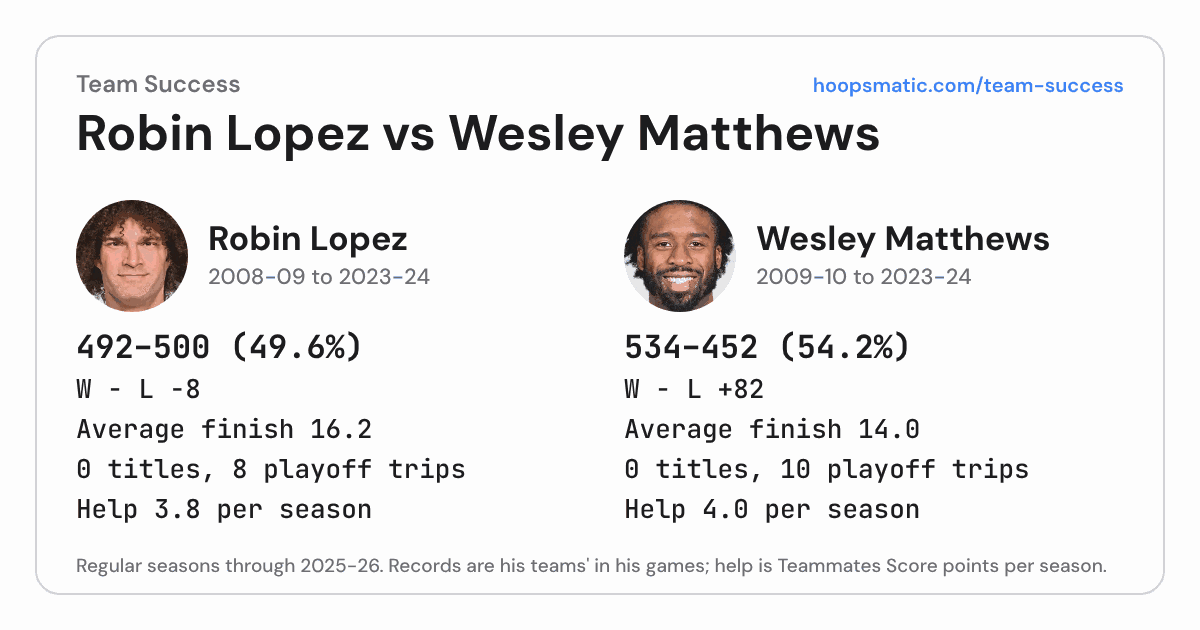 Team Success
hoopsmatic.com/team-success
Robin Lopez vs Wesley Matthews
Robin Lopez
2008-09 to 2023-24
492-500 (49.6%)
W - L -8
Average finish 16.2
0 titles, 8 playoff trips
Help 3.8 per season
Wesley Matthews
2009-10 to 2023-24
534-452 (54.2%)
W - L +82
Average finish 14.0
0 titles, 10 playoff trips
Help 4.0 per season
Regular seasons through 2025-26. Records are his teams' in his games; help is Teammates Score points per season.